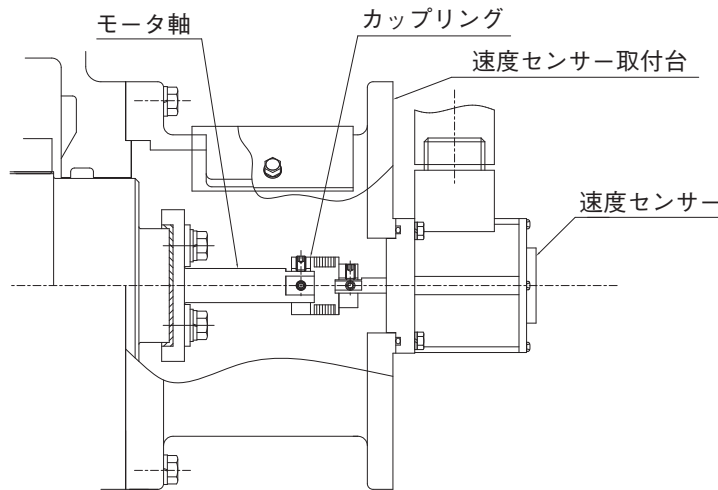 モータ軸
カップリング
速度センサー取付台
速度センサー